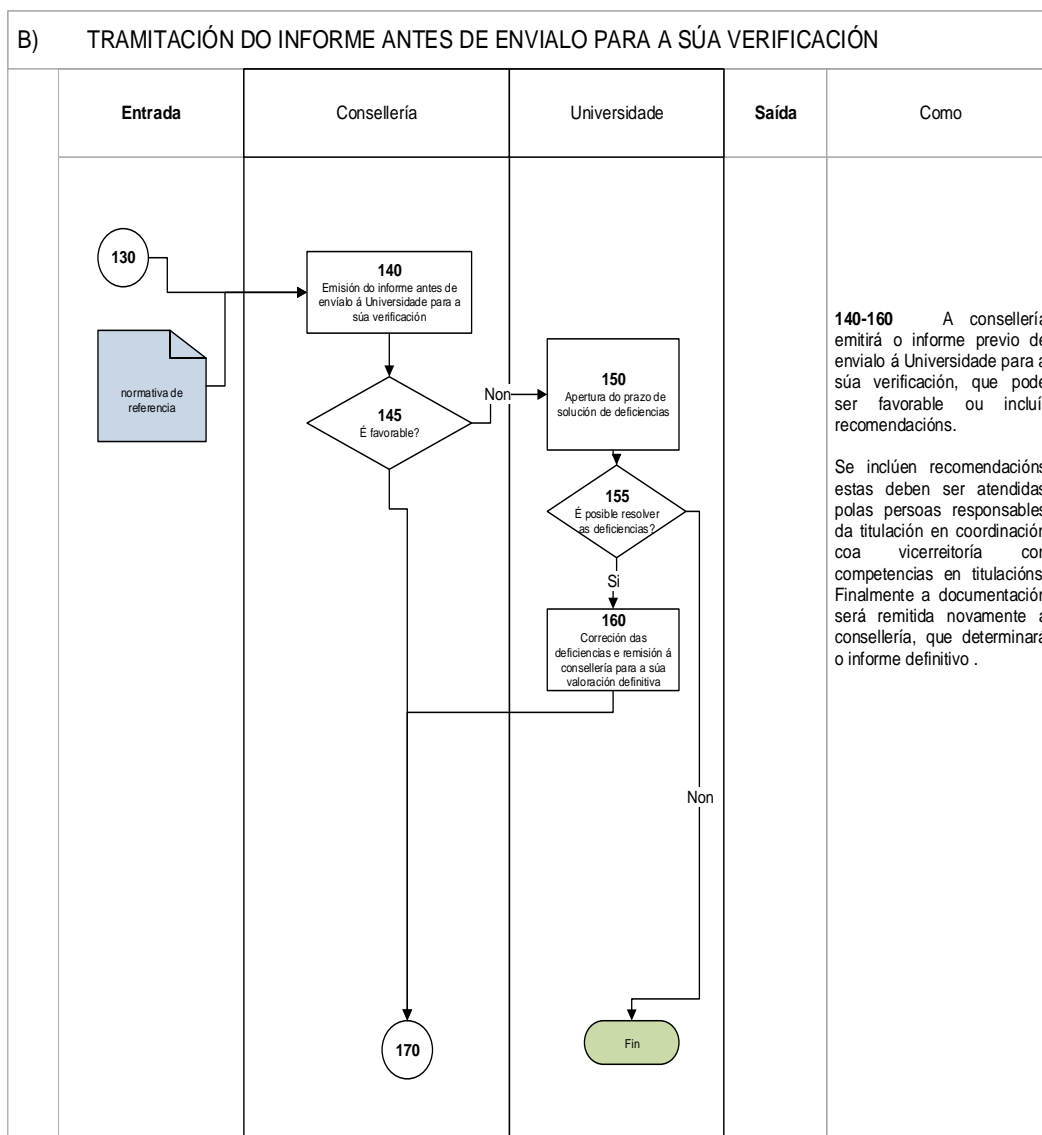 B) TRAMITACIÓN DO INFORME ANTES DE ENVIALO PARA A SÚA VERIFICACIÓN
Entrada
Consellería
Universidade
Saída
Como
130
normativa de
referencia
140
Emisión do informe antes de
envíalo á Universidade para a
súa verificación
145
É favorable?
Non
150
Apertura do prazo de
solución de deficiencias
155
É posible resolver
as deficiencias?
Si
160
Correción das
deficiencias e remisión á
consellería para a súa
valoración definitiva
Non
170
Fin
140-160 A consellería
emitirá o informe previo de
envialo á Universidade para a
súa verificación, que pode
ser favorable ou incluí
recomendacións.
Se inclúen recomendacións
estas deben ser atendidas
polas persoas responsables
da titulación en coordinación
coa vicerreitoría con
competencias en titulacións
Finalmente a documentación
será remitida novamente a
consellería, que determinará
o informe definitivo .